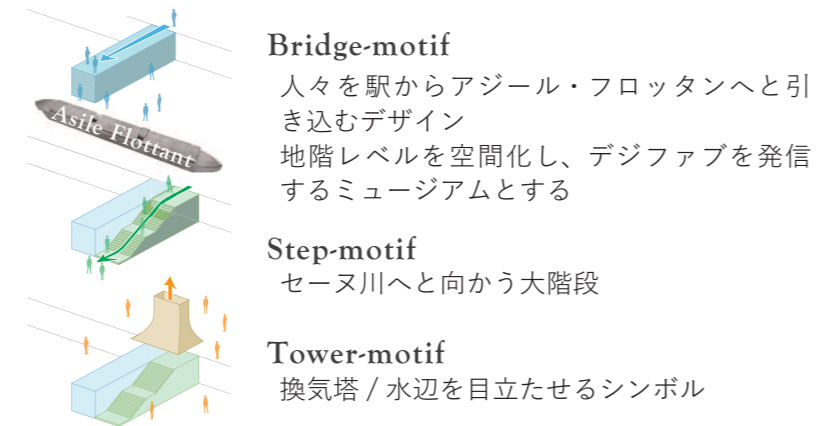 Bridge-motif
人々を駅からアジール・フロッタンへと引
き込むデザイン
Asile Flottant
地階レベルを空間化し、デジファブを発信
するミュージアムとする
Step-motif
セーヌ川へと向かう大階段
Tower-motif
換気塔 / 水辺を目立たせるシンボル